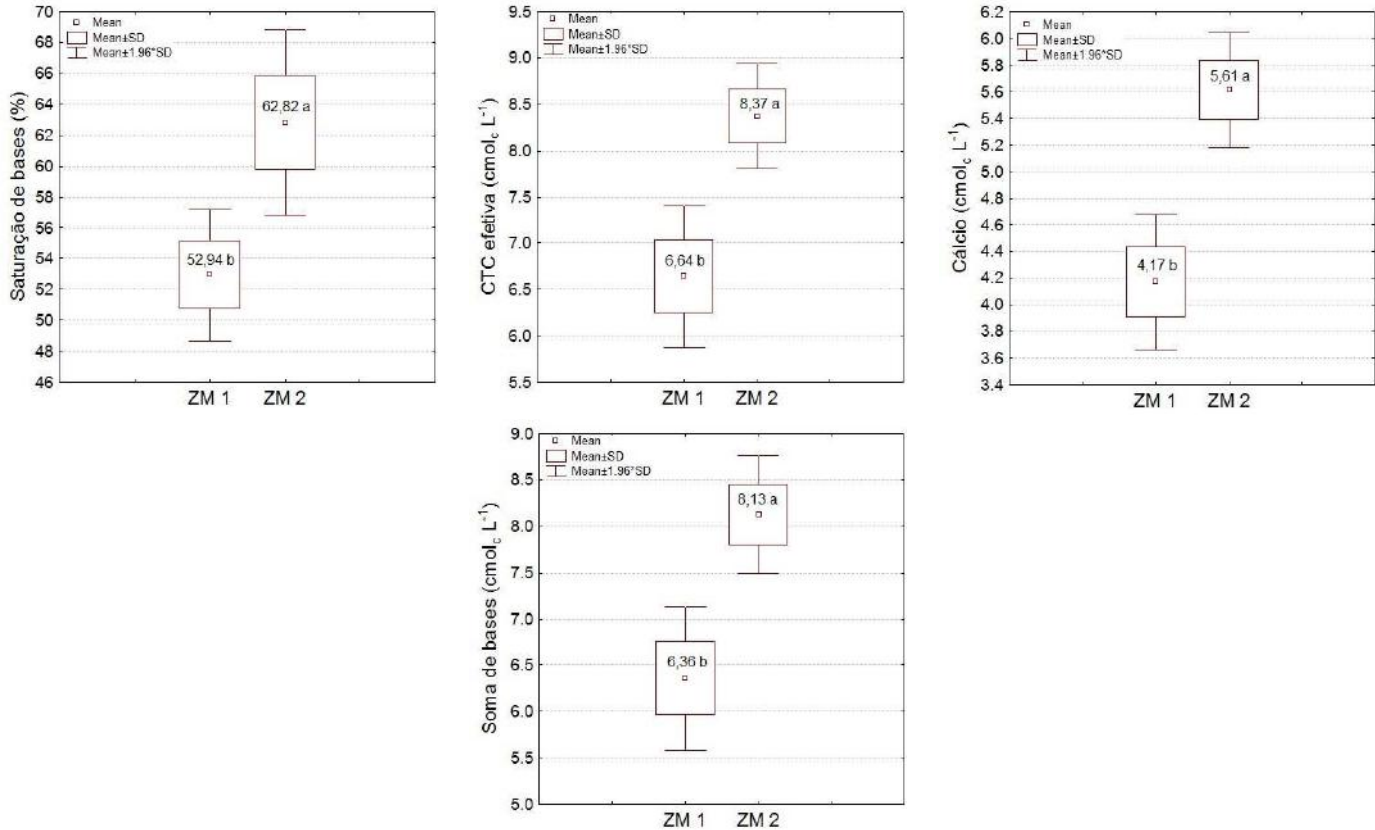 Saturação de bases (%)
70
68
66
64
62
60
58
56
54
52
50
48
46
Mean
Mean±SD
Mean±1.96*SD
62,82 a
52,94 b
ZM 1 ZM 2
CTC efetiva (cmol_c L⁻¹)
9.5
9.0
8.5
8.0
7.5
7.0
6.5
6.0
5.5
Mean
Mean±SD
Mean±1.96*SD
8,37 a
6,64 b
ZM 1 ZM 2
Cálcio (cmol_c L⁻¹)
6.2
6.0
5.8
5.6
5.4
5.2
5.0
4.8
4.6
4.4
4.2
4.0
3.8
3.6
3.4
Mean
Mean±SD
Mean±1.96*SD
5,61 a
4,17 b
ZM 1 ZM 2
Soma de bases (cmol_c L⁻¹)
9.0
8.5
8.0
7.5
7.0
6.5
6.0
5.5
5.0
Mean
Mean±SD
Mean±1.96*SD
8,13 a
6,36 b
ZM 1 ZM 2